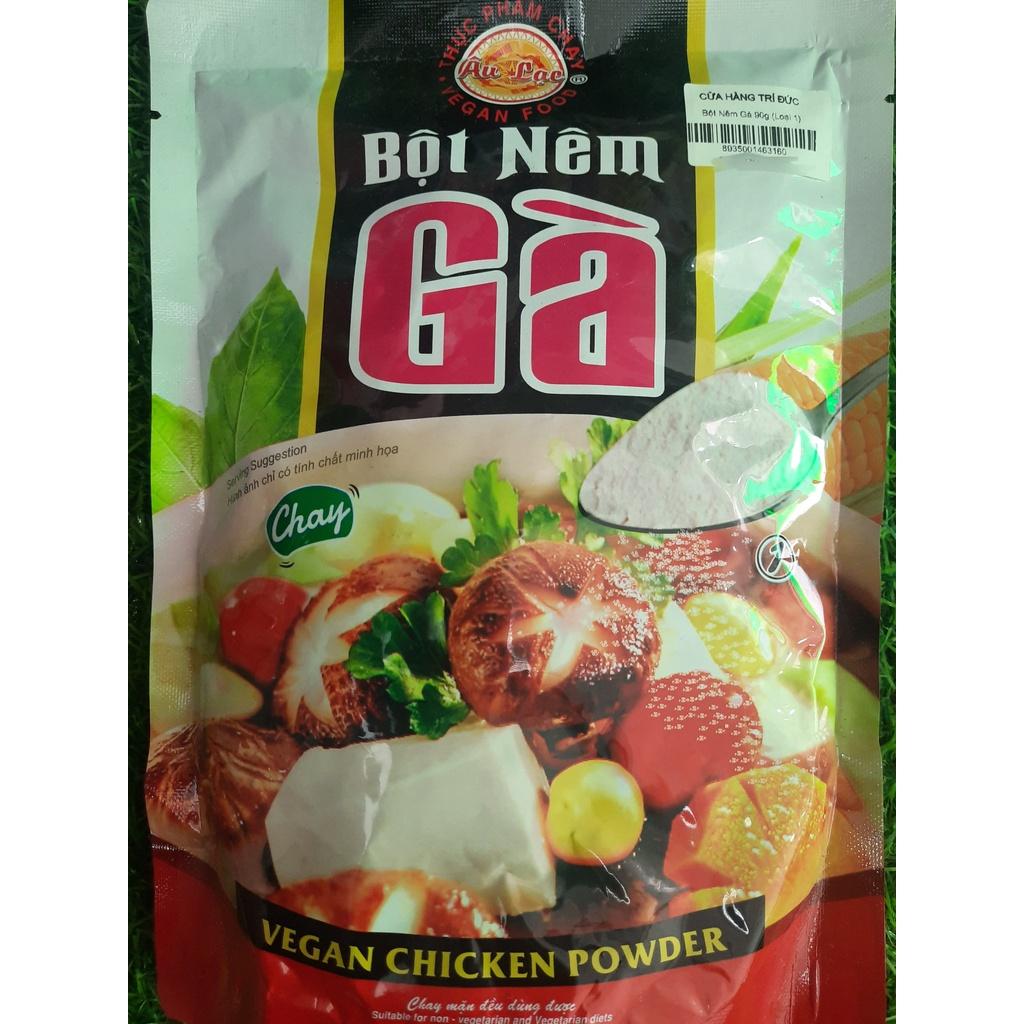 THỰC PHẨM CHAY
Âu Lạc ®
VEGAN FOOD
CỬA HÀNG TRÍ ĐỨC
Bột Nêm Gà 90g (Loại 1)
8935001463160
Bột Nêm
Gà
Serving Suggestion
Hình ảnh chỉ có tính chất minh họa
Chay
VEGAN CHICKEN POWDER
Chay mặn đều dùng được
Suitable for non - vegetarian and Vegetarian diets